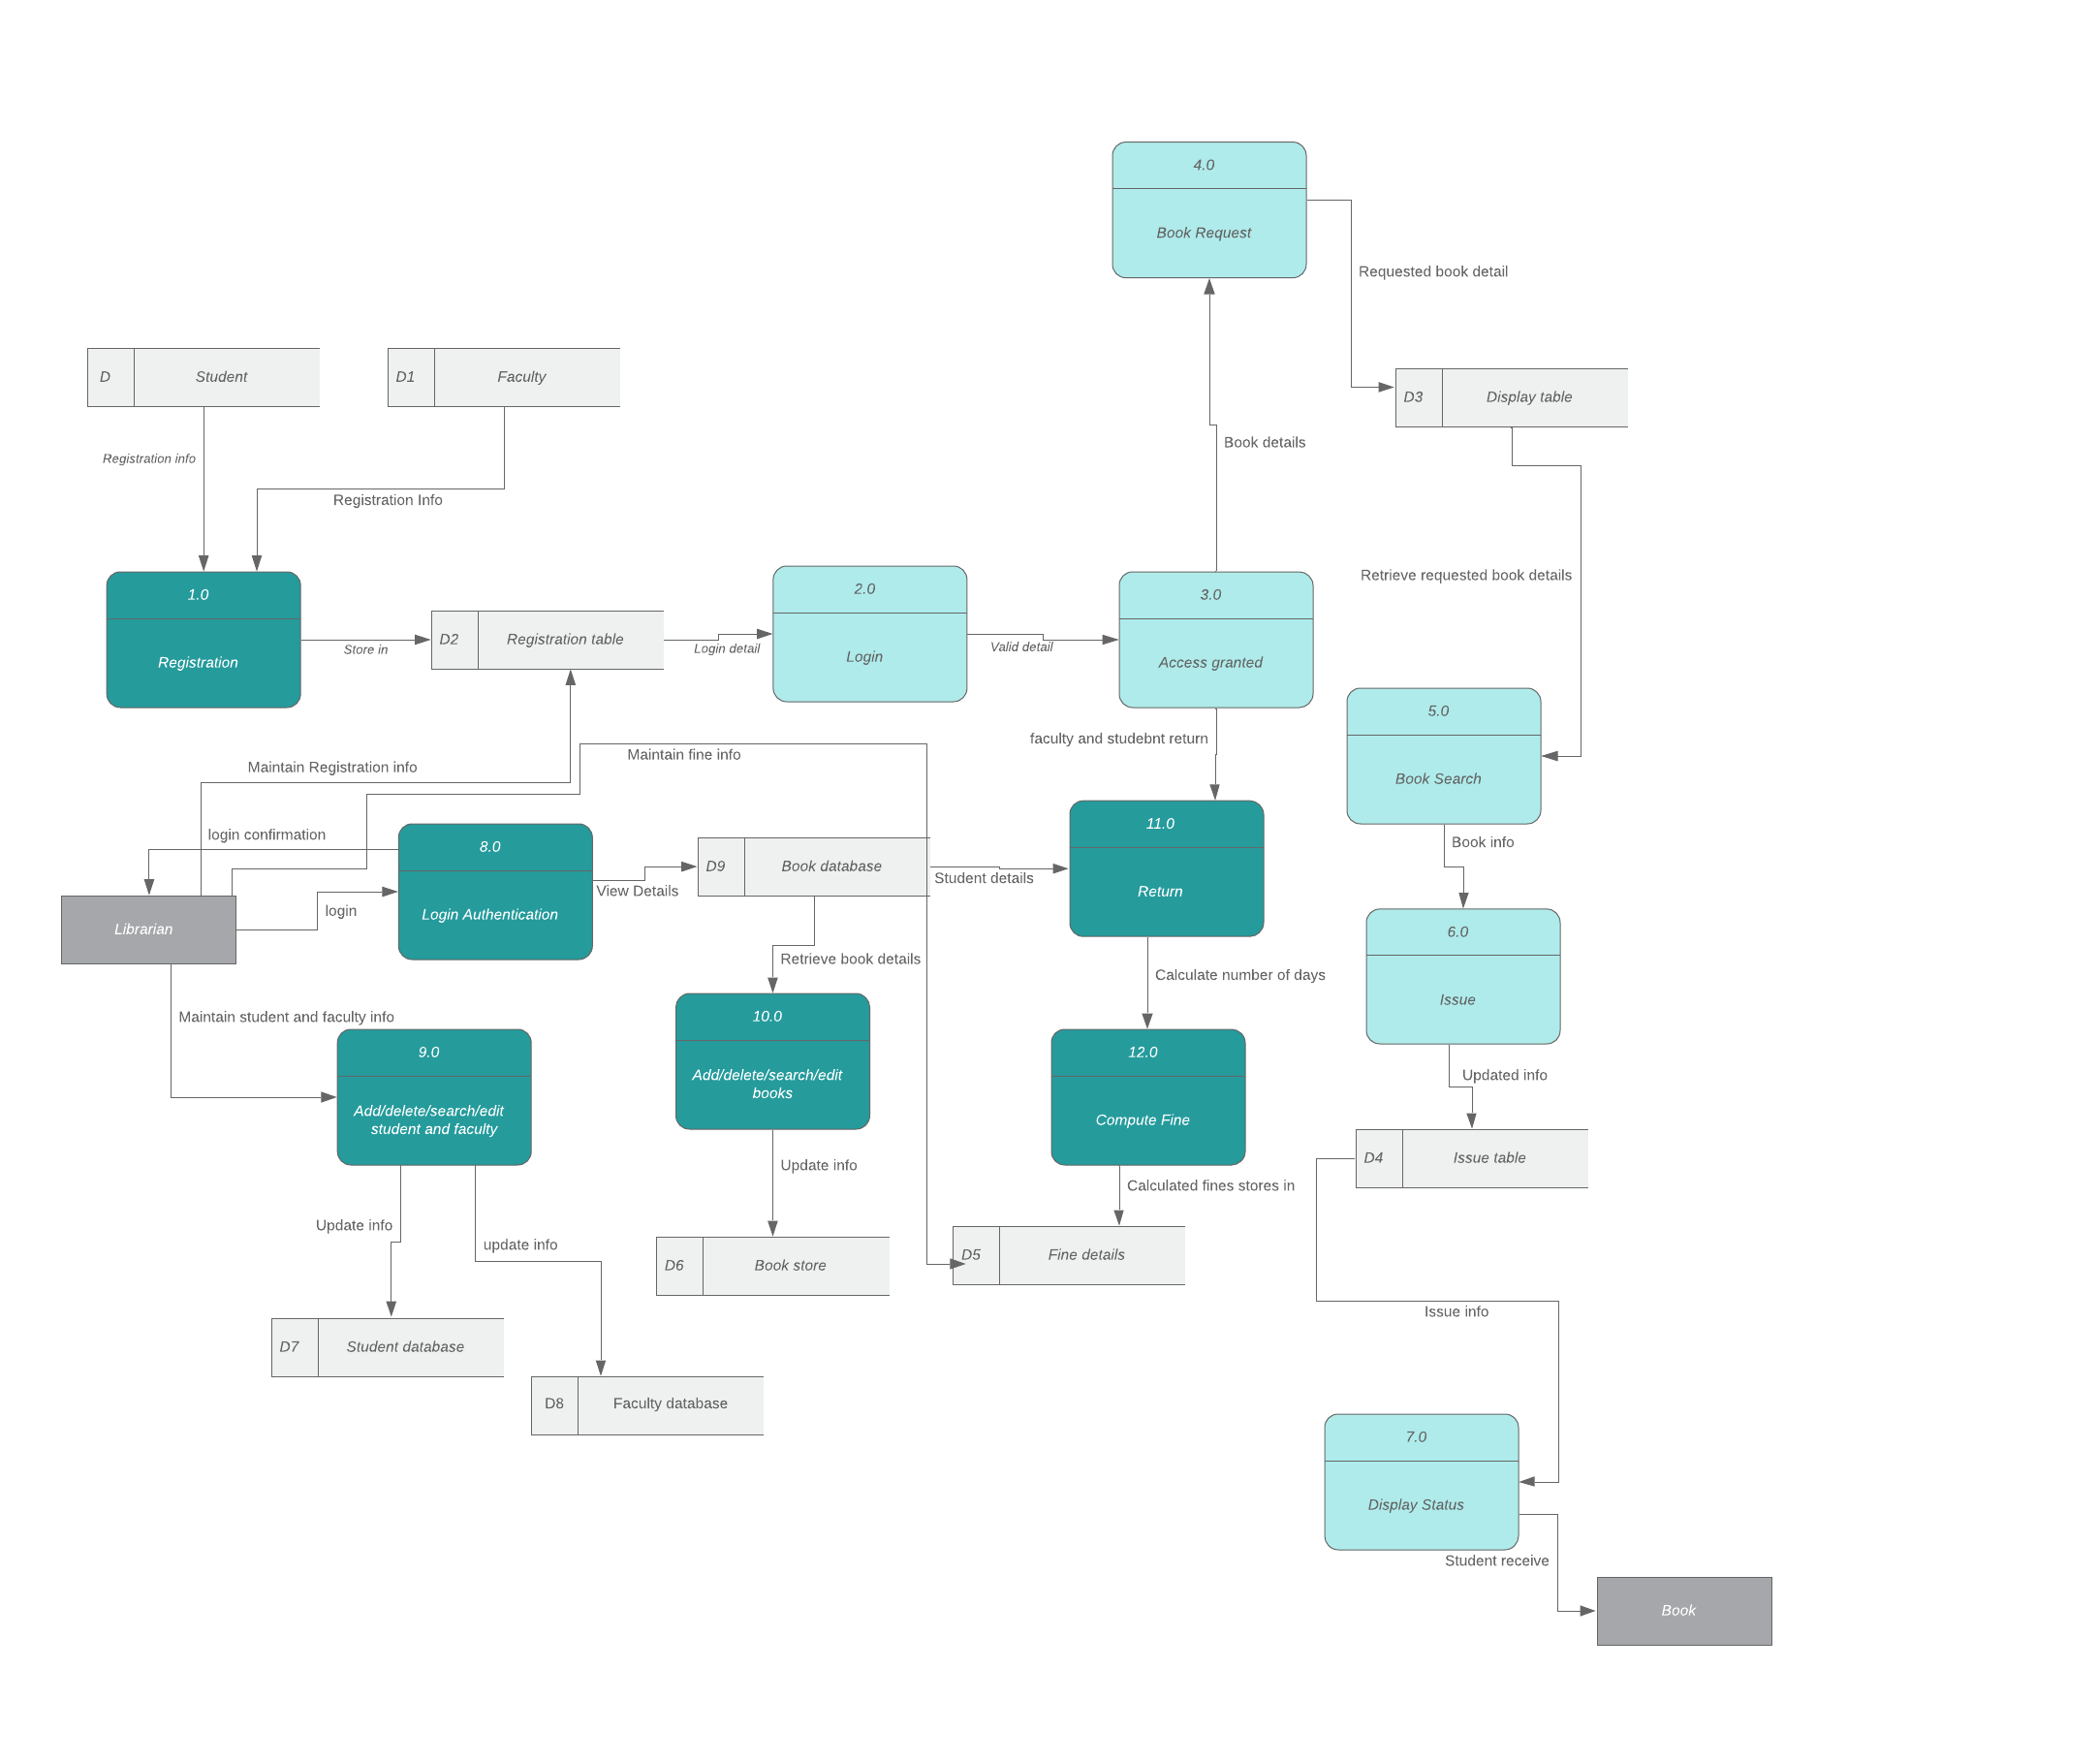 4.0
Book Request
Requested book detail
D
Student
D1
Faculty
D3
Display table
Book details
Registration info
Registration Info
Retrieve requested book details
1.0
Registration
Store in
D2
Registration table
Login detail
2.0
Login
Valid detail
3.0
Access granted
5.0
Book Search
faculty and studebnt return
Maintain fine info
Maintain Registration info
login confirmation
8.0
Login Authentication
View Details
D9
Book database
Student details
11.0
Return
Book info
Librarian
login
6.0
Issue
Retrieve book details
Calculate number of days
Maintain student and faculty info
9.0
Add/delete/search/edit
student and faculty
10.0
Add/delete/search/edit
books
12.0
Compute Fine
Updated info
D4
Issue table
Update info
Calculated fines stores in
Update info
update info
D6
Book store
D5
Fine details
Issue info
D7
Student database
D8
Faculty database
7.0
Display Status
Student receive
Book